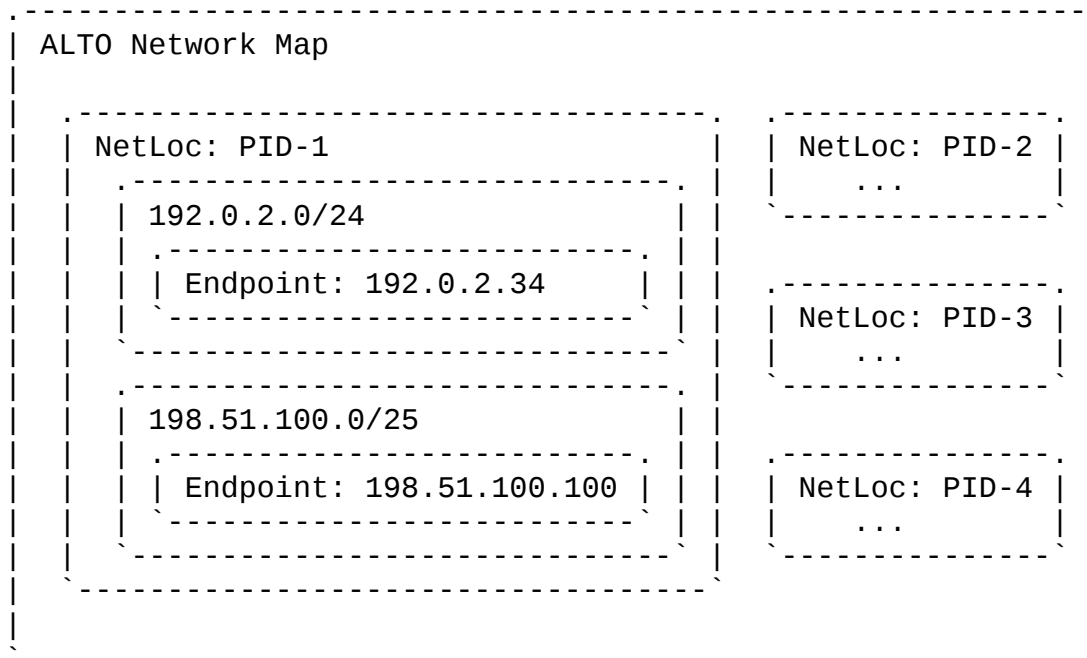 ALTO Network Map
NetLoc: PID-1
192.0.2.0/24
Endpoint: 192.0.2.34
198.51.100.0/25
Endpoint: 198.51.100.100
NetLoc: PID-2
...
NetLoc: PID-3
...
NetLoc: PID-4
...